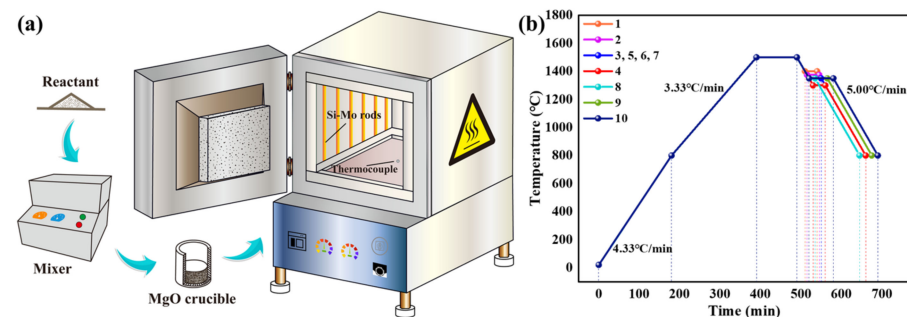 (a)
Reactant
Mixer
MgO crucible
Si-Mo rods
Thermocouple
(b)
1800
1600
1400
1200
1000
800
600
400
200
0
Temperature (°C)
1
2
3, 5, 6, 7
4
8
9
10
3.33°C/min
5.00°C/min
4.33°C/min
0 200 300 400 500 600 700
Time (min)